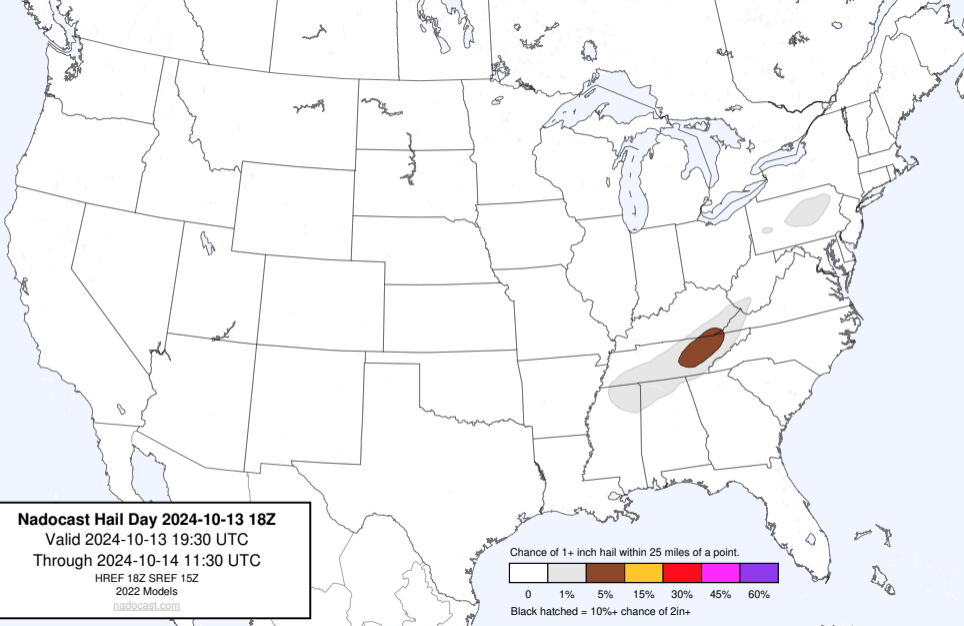 Nadocast Hail Day 2024-10-13 18Z
Valid 2024-10-13 19:30 UTC
Through 2024-10-14 11:30 UTC
HREF 18Z SREF 15Z
2022 Models
nadocast.com
Chance of 1+ inch hail within 25 miles of a point.
0 1% 5% 15% 30% 45% 60%
Black hatched = 10%+ chance of 2in+